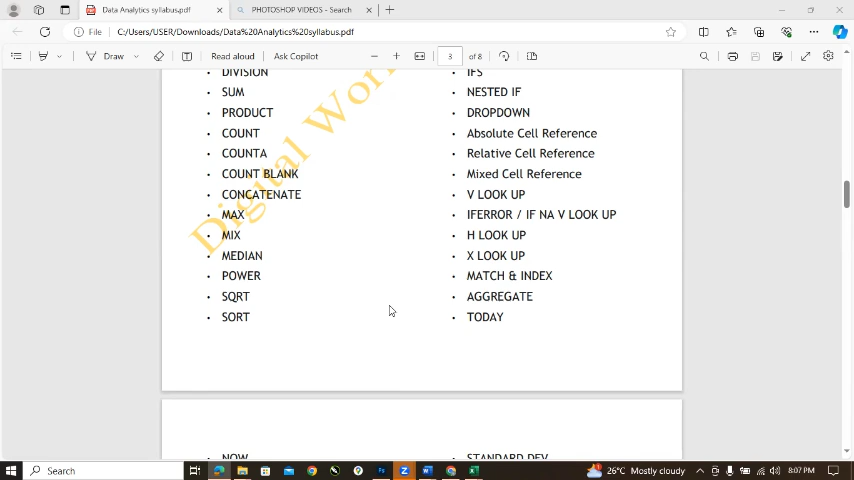 Data Analytics syllabus.pdf
PHOTOSHOP VIDEOS - Search
File
C:/Users/USER/Downloads/Data%20Analytics%20syllabus.pdf
Draw
Read aloud
Ask Copilot
3
of 8
• DIVISION
• SUM
• PRODUCT
• COUNT
• COUNTA
• COUNT BLANK
• CONCATENATE
• MAX
• MIX
• MEDIAN
• POWER
• SQRT
• SORT
• IFS
• NESTED IF
• DROPDOWN
• Absolute Cell Reference
• Relative Cell Reference
• Mixed Cell Reference
• V LOOK UP
• IFERROR / IF NA V LOOK UP
• H LOOK UP
• X LOOK UP
• MATCH & INDEX
• AGGREGATE
• TODAY
Digital Wor
• NOW
• STANDARD DEV
Search
26°C Mostly cloudy
8:07 PM